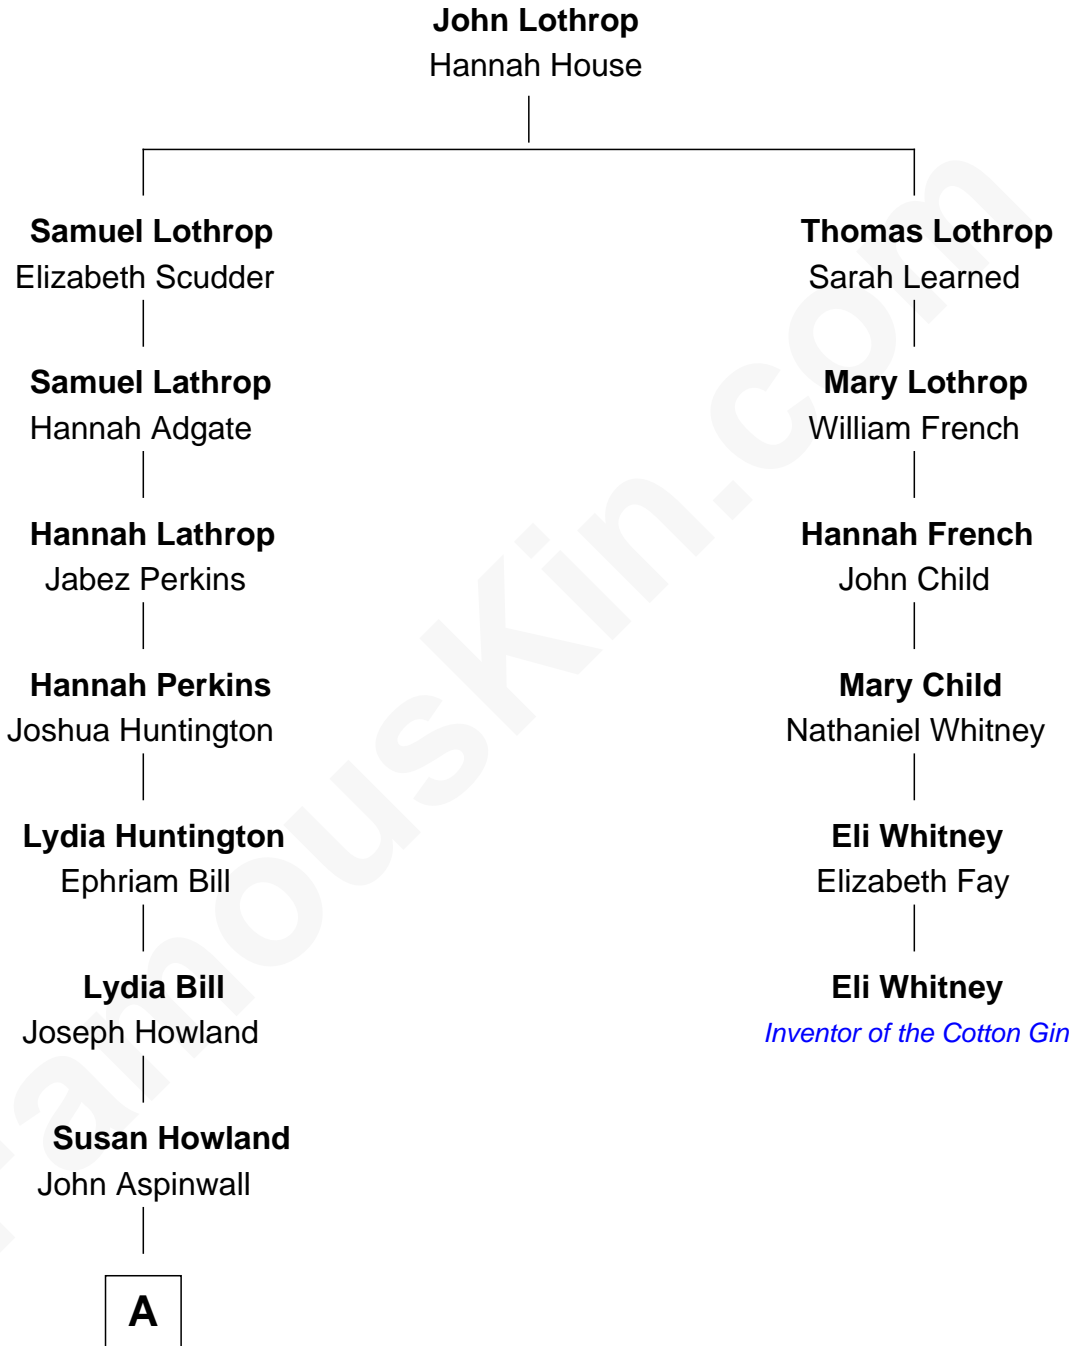 John Lothrop
Hannah House
Samuel Lothrop
Elizabeth Scudder
Thomas Lothrop
Sarah Learned
Samuel Lathrop
Hannah Adgate
Mary Lothrop
William French
Hannah Lathrop
Jabez Perkins
Hannah French
John Child
Hannah Perkins
Joshua Huntington
Mary Child
Nathaniel Whitney
Lydia Huntington
Ephriam Bill
Eli Whitney
Elizabeth Fay
Lydia Bill
Joseph Howland
Eli Whitney
Inventor of the Cotton Gin
Susan Howland
John Aspinwall
A
FamousKin.com